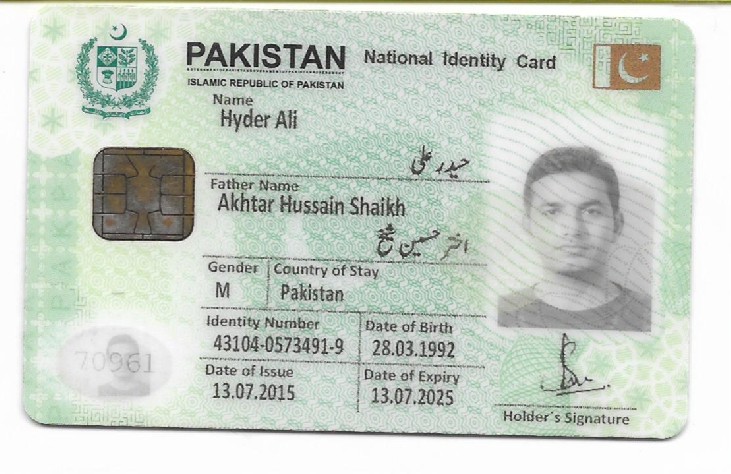 PAKISTAN National Identity Card
ISLAMIC REPUBLIC OF PAKISTAN
Name
Hyder Ali
حیدر علی
Father Name
Akhtar Hussain Shaikh
اختر حسین شیخ
Gender Country of Stay
M Pakistan
Identity Number Date of Birth
43104-0573491-9 28.03.1992
Date of Issue Date of Expiry
13.07.2015 13.07.2025
70961
Holder's Signature